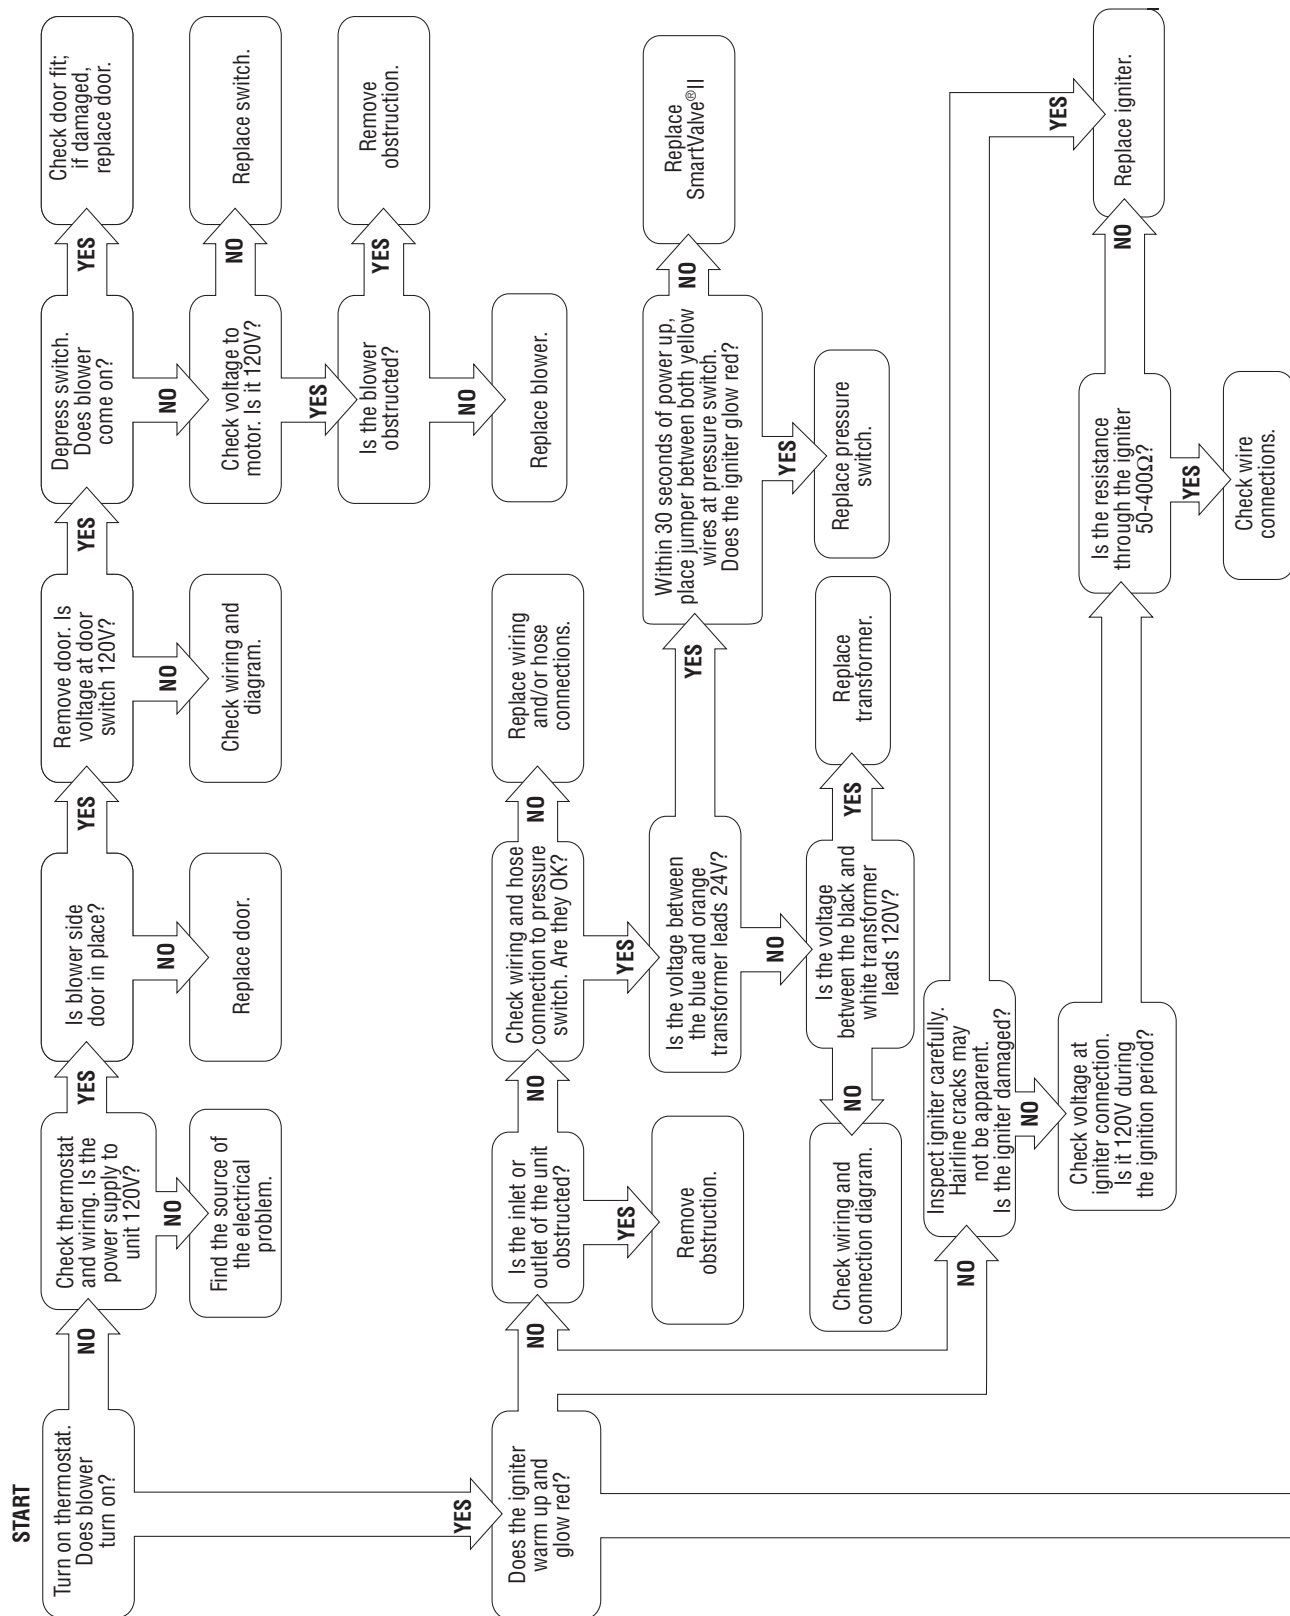 START
Turn on thermostat.
Does blower
turn on?
NO
Check thermostat
and wiring. Is the
power supply to
unit 120V?
YES
Is blower side
door in place?
YES
Remove door. Is
voltage at door
switch 120V?
YES
Depress switch.
Does blower
come on?
YES
Check door fit;
if damaged,
replace door.
NO
Find the source of
the electrical
problem.
NO
Replace door.
NO
Check wiring and
diagram.
NO
Check voltage to
motor. Is it 120V?
NO
Replace switch.
YES
Is the blower
obstructed?
YES
Remove
obstruction.
NO
Replace blower.
YES
Does the igniter
warm up and
glow red?
NO
Is the inlet or
outlet of the unit
obstructed?
NO
Check wiring and hose
connection to pressure
switch. Are they OK?
NO
Replace wiring
and/or hose
connections.
YES
Remove
obstruction.
YES
Is the voltage between
the blue and orange
transformer leads 24V?
YES
Within 30 seconds of power up,
place jumper between both yellow
wires at pressure switch.
Does the igniter glow red?
NO
Replace
SmartValve®II
YES
Replace pressure
switch.
NO
Is the voltage
between the black and
white transformer
leads 120V?
YES
Replace
transformer.
NO
Check wiring and
connection diagram.
NO
Inspect igniter carefully.
Hairline cracks may
not be apparent.
Is the igniter damaged?
YES
Replace igniter.
NO
Check voltage at
igniter connection.
Is it 120V during
the ignition period?
Is the resistance
through the igniter
50-400Ω?
NO
YES
Check wire
connections.